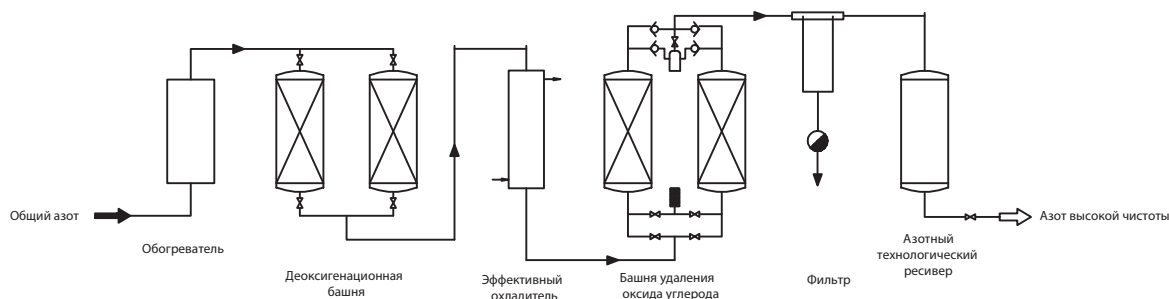 Общий азот
Обогреватель
Деоксигенационная
башня
Эффективный
охладитель
Башня удаления
оксида углерода
Фильтр
Азотный
технологический
ресивер
Азот высокой чистоты